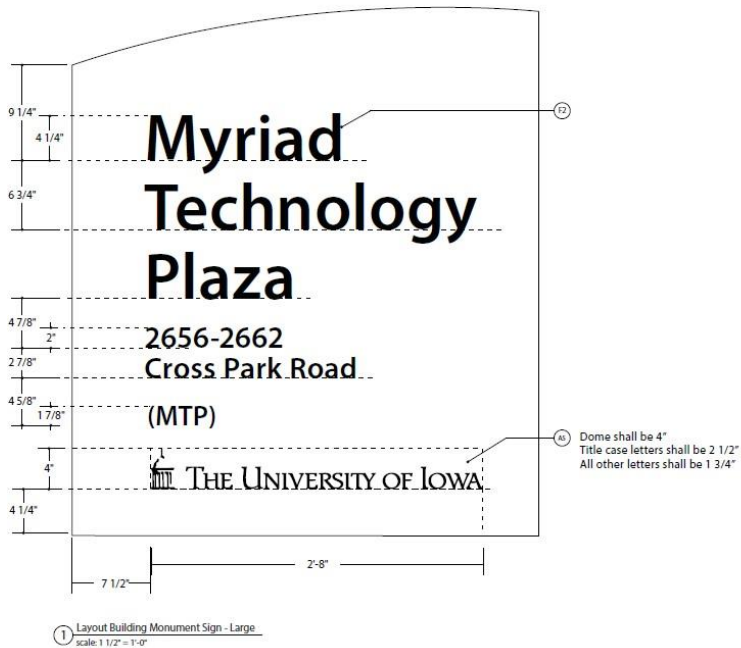 9 1/4"
4 1/4"
6 3/4"
Myriad
Technology
Plaza
F2
4 7/8"
2"
2 7/8"
2656-2662
Cross Park Road
4 5/8"
1 7/8"
(MTP)
4"
THE UNIVERSITY OF IOWA
A5
Dome shall be 4"
Title case letters shall be 2 1/2"
All other letters shall be 1 3/4"
4 1/4"
2'-8"
7 1/2"
1
Layout Building Monument Sign - Large
scale: 1 1/2" = 1'-0"